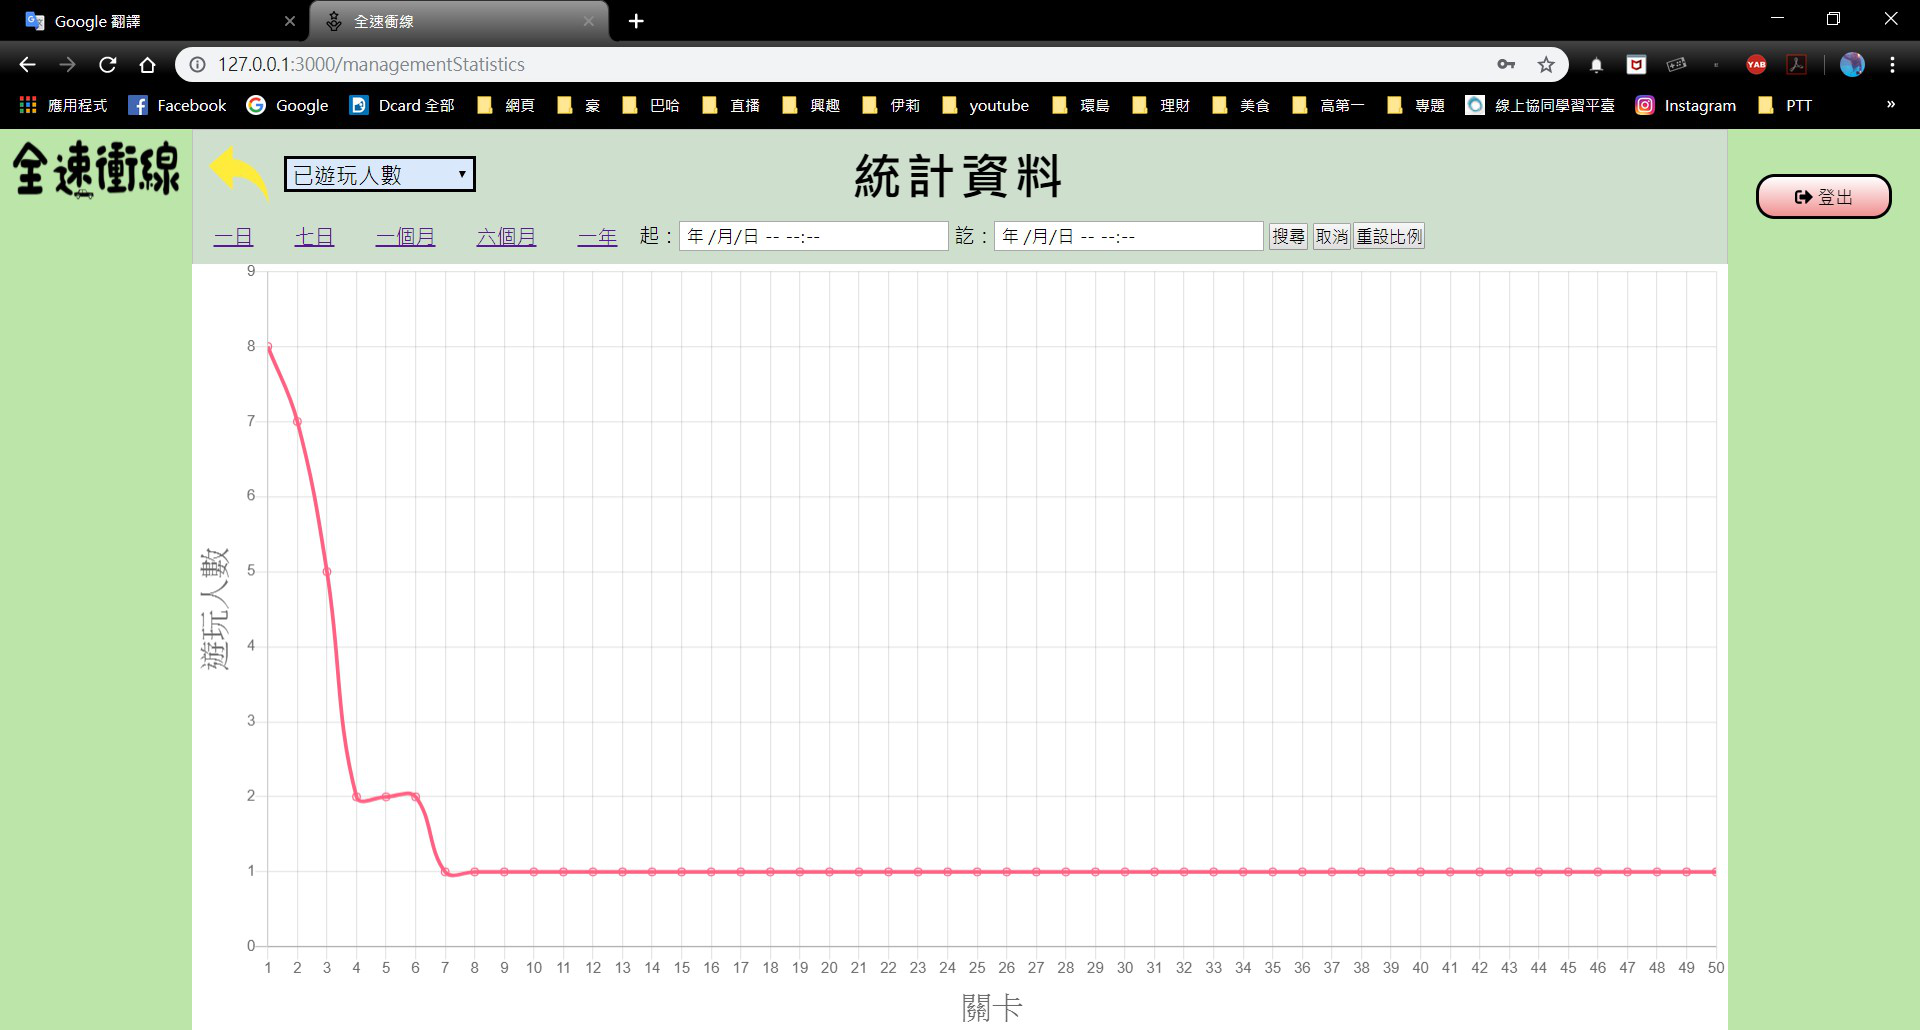 Google 翻譯
全速衝線
127.0.0.1:3000/managementStatistics
YAB
應用程式 Facebook Google Dcard 全部 網頁 豪 巴哈 直播 興趣 伊莉 youtube 環島 理財 美食 高第一 專題 線上協同學習平臺 Instagram PTT »
全速衝線
已遊玩人數
統計資料
登出
一日 七日 一個月 六個月 一年 起：年 /月/日 -- --:-- 訖：年 /月/日 -- --:-- 搜尋 取消 重設比例
9
8
7
6
5
4
3
2
1
0
遊玩人數
1 2 3 4 5 6 7 8 9 10 11 12 13 14 15 16 17 18 19 20 21 22 23 24 25 26 27 28 29 30 31 32 33 34 35 36 37 38 39 40 41 42 43 44 45 46 47 48 49 50
關卡